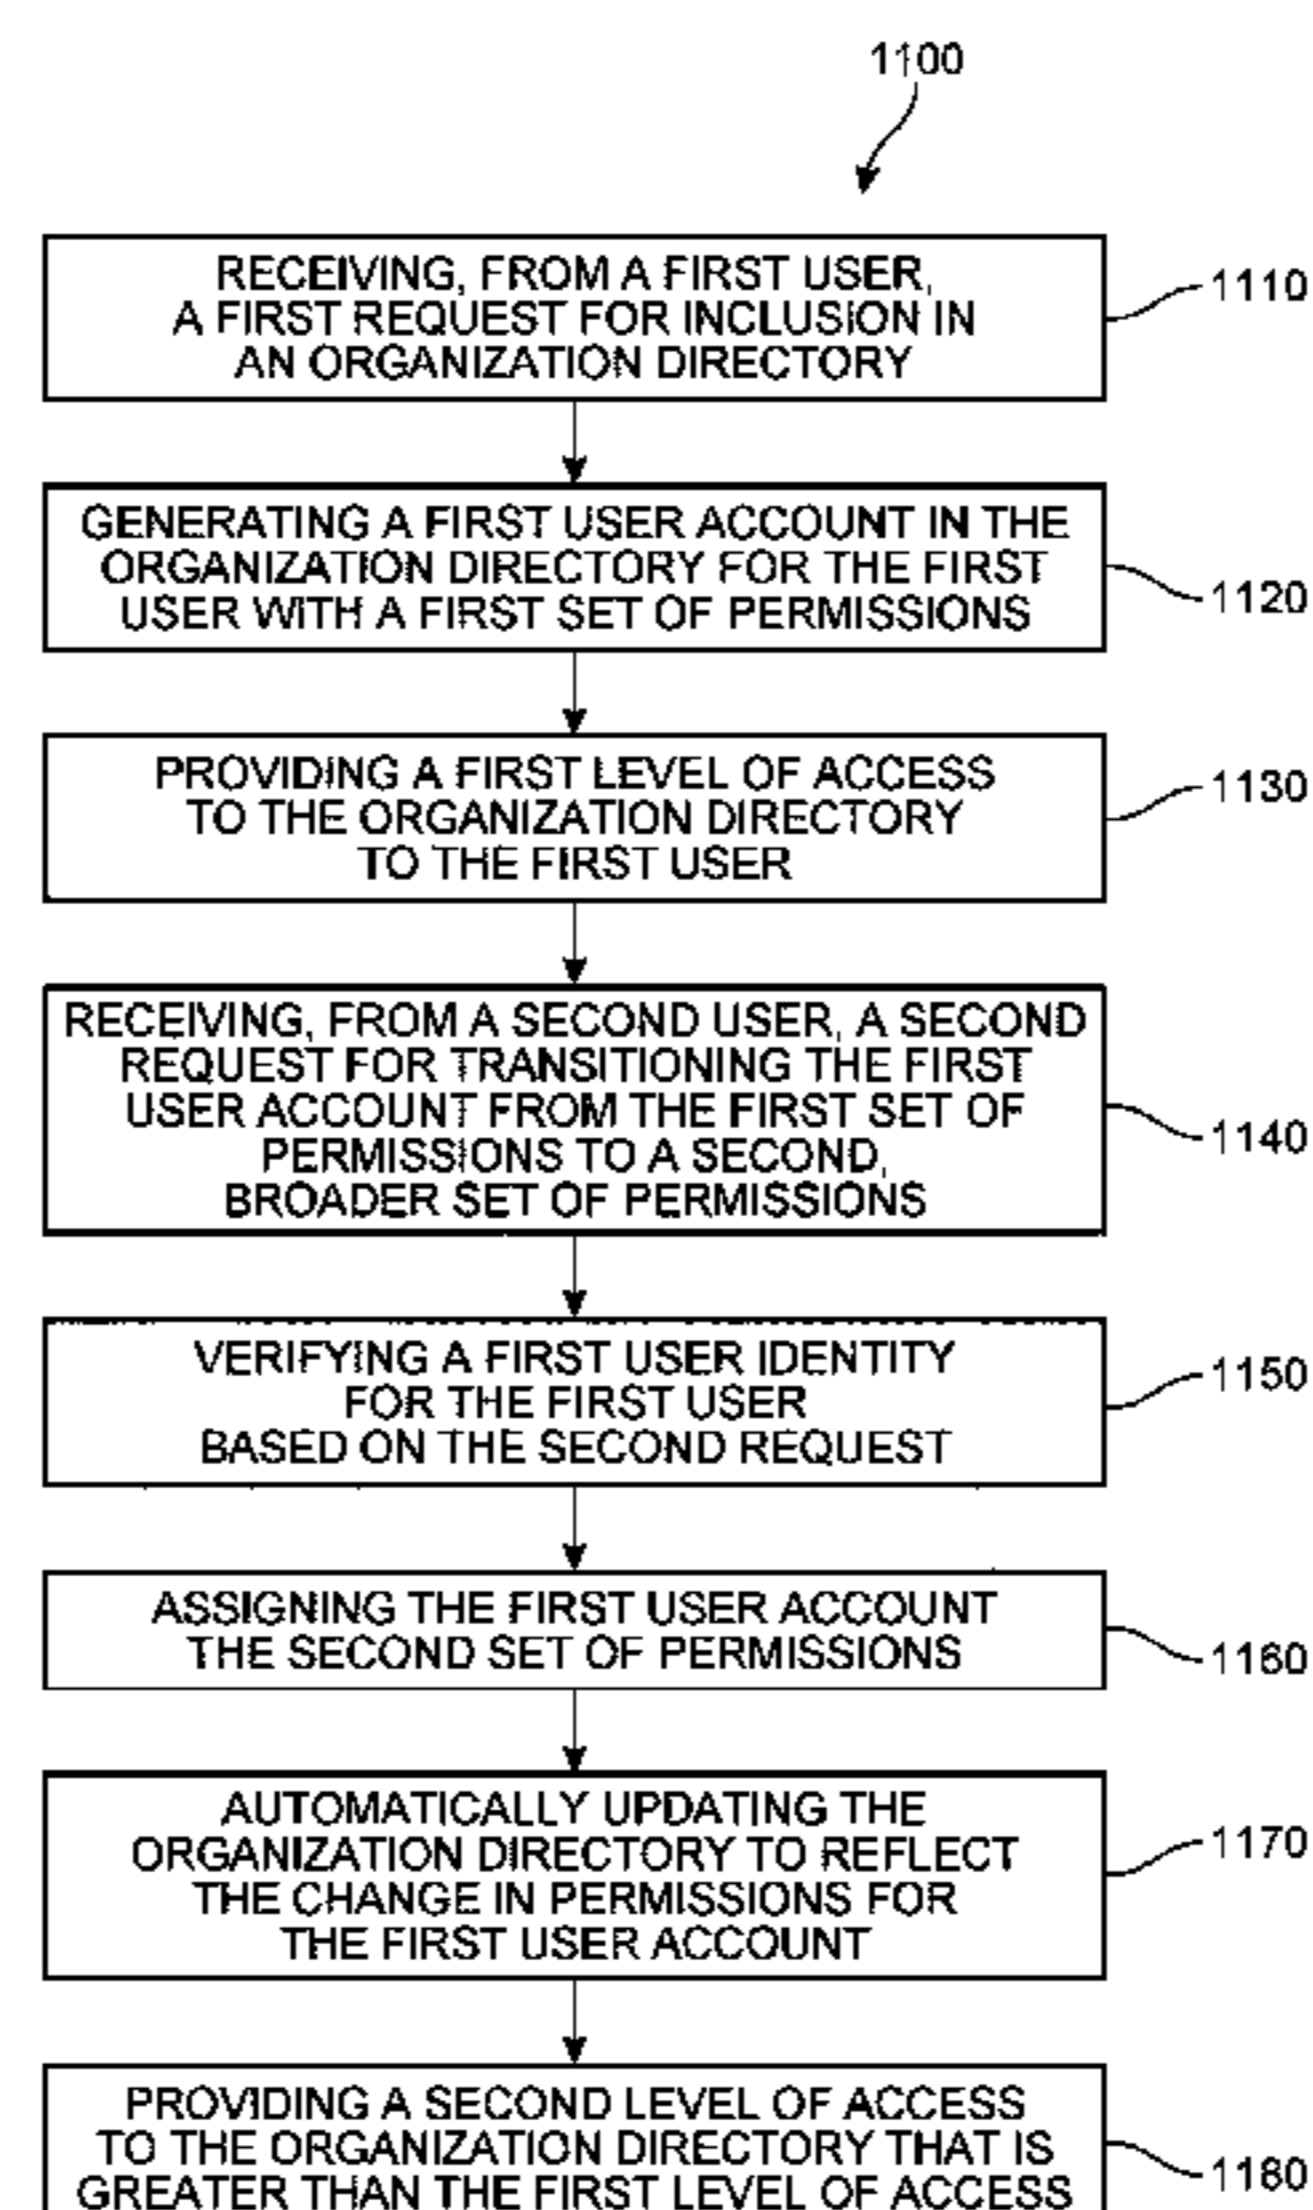 1100
RECEIVING, FROM A FIRST USER,
A FIRST REQUEST FOR INCLUSION IN
AN ORGANIZATION DIRECTORY
1110
GENERATING A FIRST USER ACCOUNT IN THE
ORGANIZATION DIRECTORY FOR THE FIRST
USER WITH A FIRST SET OF PERMISSIONS
1120
PROVIDING A FIRST LEVEL OF ACCESS
TO THE ORGANIZATION DIRECTORY
TO THE FIRST USER
1130
RECEIVING, FROM A SECOND USER, A SECOND
REQUEST FOR TRANSITIONING THE FIRST
USER ACCOUNT FROM THE FIRST SET OF
PERMISSIONS TO A SECOND,
BROADER SET OF PERMISSIONS
1140
VERIFYING A FIRST USER IDENTITY
FOR THE FIRST USER
BASED ON THE SECOND REQUEST
1150
ASSIGNING THE FIRST USER ACCOUNT
THE SECOND SET OF PERMISSIONS
1160
AUTOMATICALLY UPDATING THE
ORGANIZATION DIRECTORY TO REFLECT
THE CHANGE IN PERMISSIONS FOR
THE FIRST USER ACCOUNT
1170
PROVIDING A SECOND LEVEL OF ACCESS
TO THE ORGANIZATION DIRECTORY THAT IS
GREATER THAN THE FIRST LEVEL OF ACCESS
1180